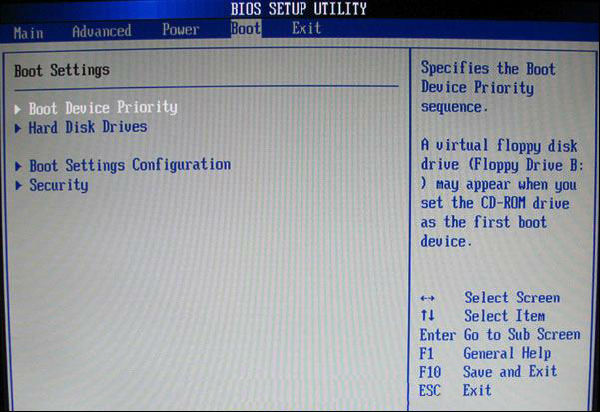 BIOS SETUP UTILITY
Main Advanced Power Boot Exit
Boot Settings
Boot Device Priority
Hard Disk Drives
Boot Settings Configuration
Security
Specifies the Boot
Device Priority
sequence.
A virtual floppy disk
drive (Floppy Drive B:
) may appear when you
set the CD-ROM drive
as the first boot
device.
↔ Select Screen
↑↓ Select Item
Enter Go to Sub Screen
F1 General Help
F10 Save and Exit
ESC Exit